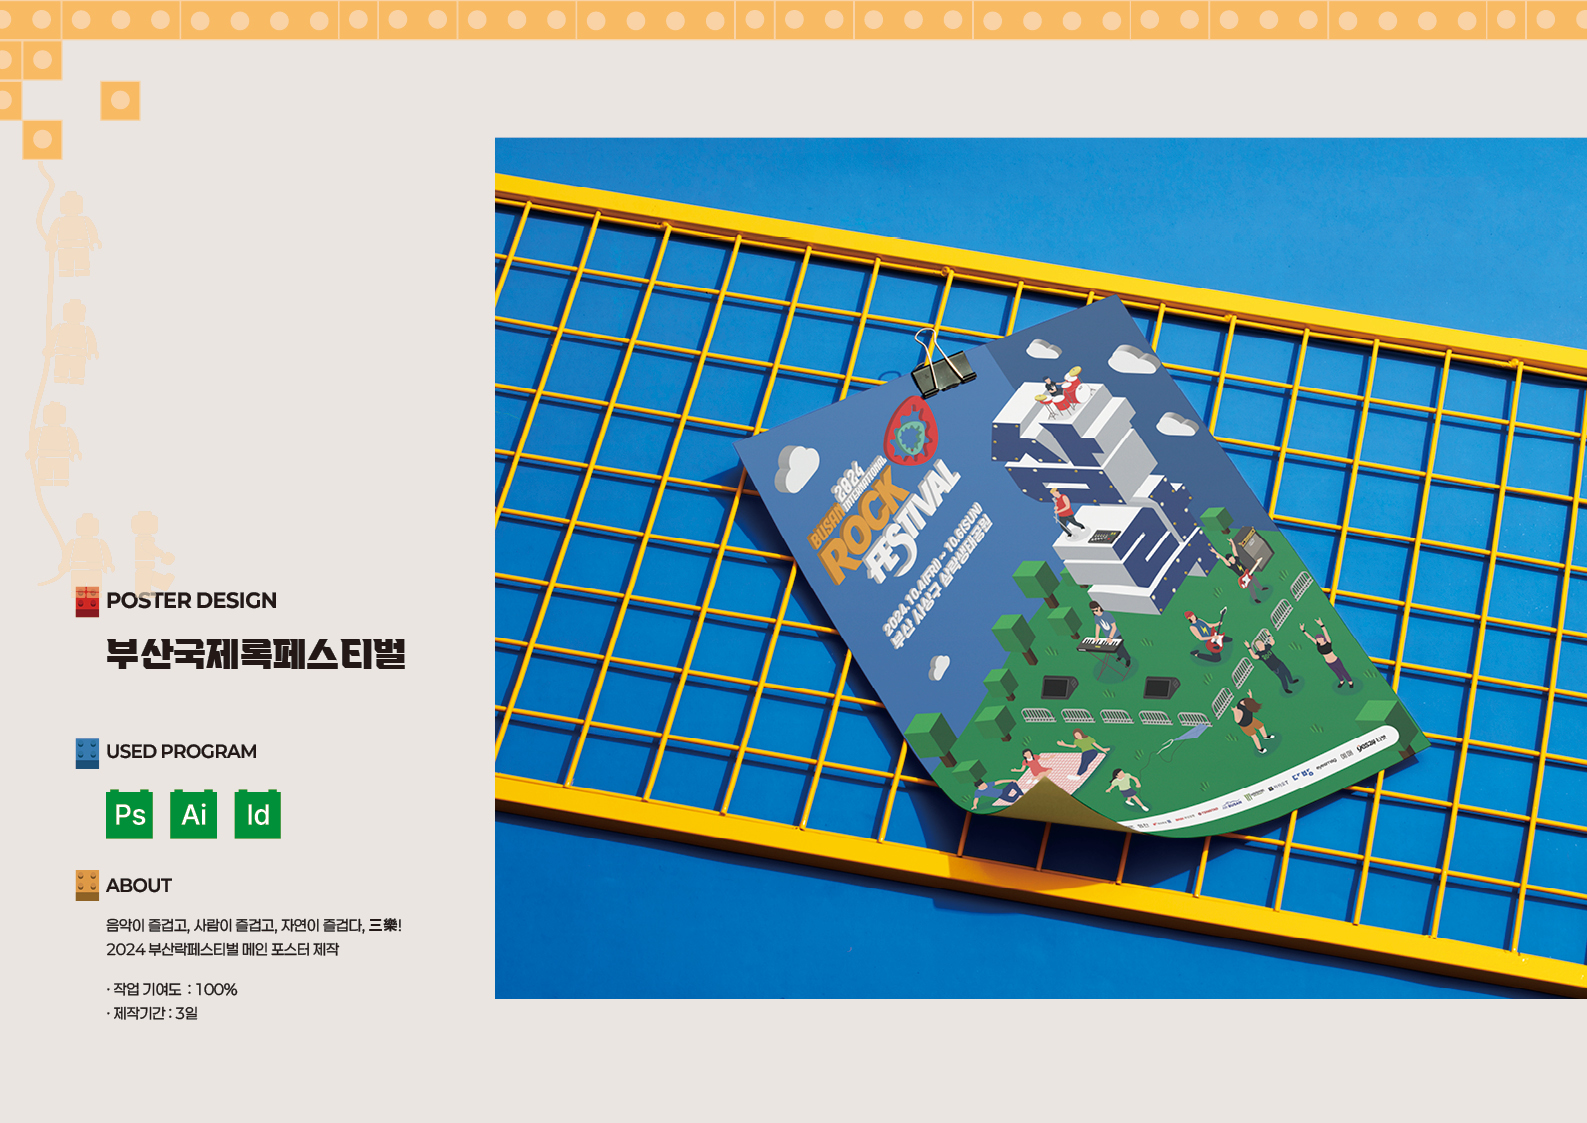 POSTER DESIGN
부산국제록페스티벌
USED PROGRAM
Ps Ai Id
ABOUT
음악이 즐겁고, 사람이 즐겁고, 자연이 즐겁다, 三樂!
2024 부산락페스티벌 메인 포스터 제작
· 작업 기여도 : 100%
· 제작기간 : 3일
2024
BUSAN INTERNATIONAL
ROCK
FESTIVAL
2024.10.4(FRI) ~ 10.6(SUN)
부산 사상구 삼락생태공원